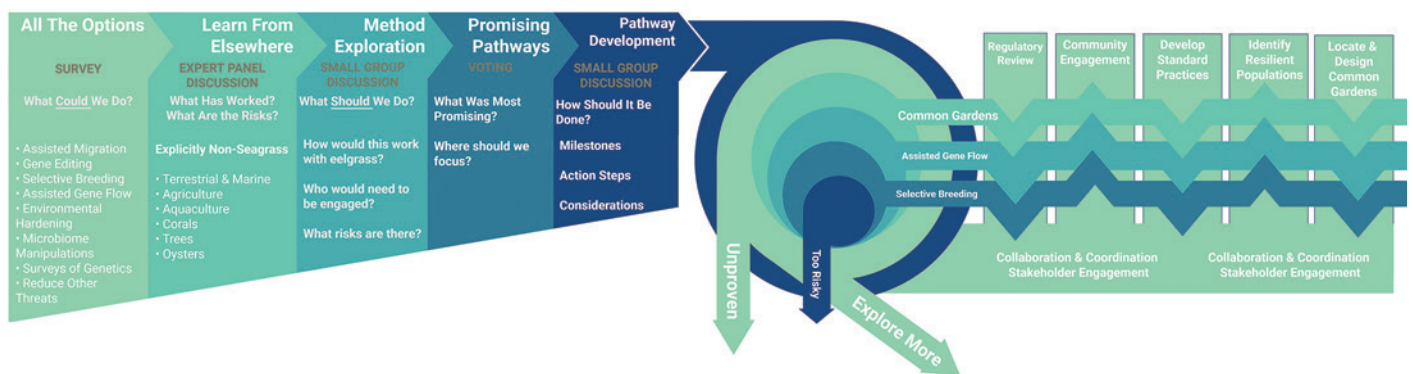 All The Options
SURVEY
What Could We Do?
• Assisted Migration
• Gene Editing
• Selective Breeding
• Assisted Gene Flow
• Environmental
Hardening
• Microbiome
Manipulations
• Surveys of Genetics
• Reduce Other
Threats
Learn From
Elsewhere
EXPERT PANEL
DISCUSSION
What Has Worked?
What Are the Risks?
Explicitly Non-Seagrass
• Terrestrial & Marine
• Agriculture
• Aquaculture
• Corals
• Trees
• Oysters
Method
Exploration
SMALL GROUP
DISCUSSION
What Should We Do?
How would this work
with eelgrass?
Who would need to
be engaged?
What risks are there?
Promising
Pathways
VOTING
What Was Most
Promising?
Where should we
focus?
Pathway
Development
SMALL GROUP
DISCUSSION
How Should It Be
Done?
Milestones
Action Steps
Considerations
Unproven
Too Risky
Explore More
Regulatory
Review
Community
Engagement
Develop
Standard
Practices
Identify
Resilient
Populations
Locate &
Design
Common
Gardens
Common Gardens
Assisted Gene Flow
Selective Breeding
Collaboration & Coordination
Stakeholder Engagement
Collaboration & Coordination
Stakeholder Engagement